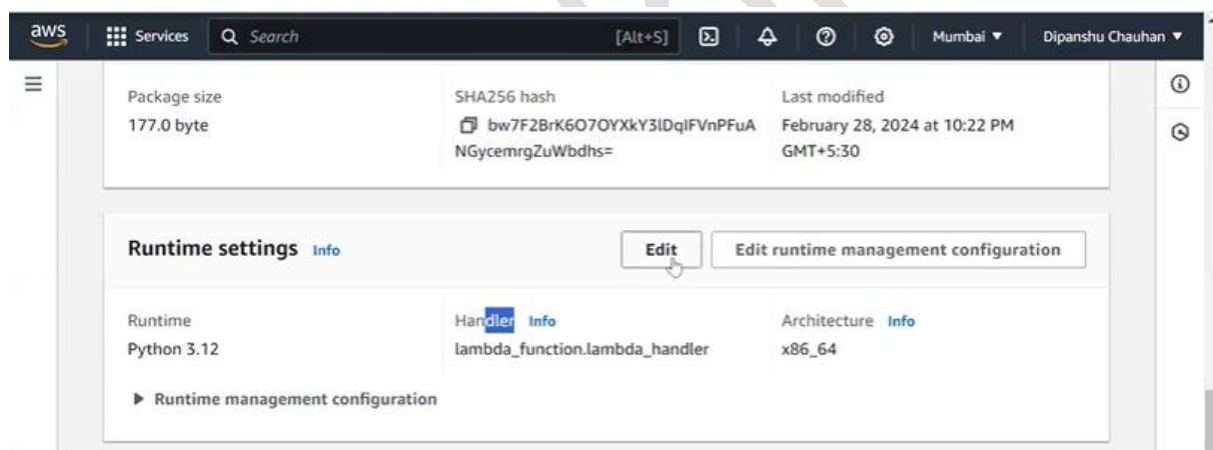 aws Services Search [Alt+S] Mumbai Dipanshu Chauhan
Package size SHA256 hash Last modified
177.0 byte bw7F2BrK6O7OYXkY3lDqIFVnPFuA February 28, 2024 at 10:22 PM
NGycemrgZuWbdhs= GMT+5:30
Runtime settings Info Edit Edit runtime management configuration
Runtime Handler Info Architecture Info
Python 3.12 lambda_function.lambda_handler x86_64
Runtime management configuration